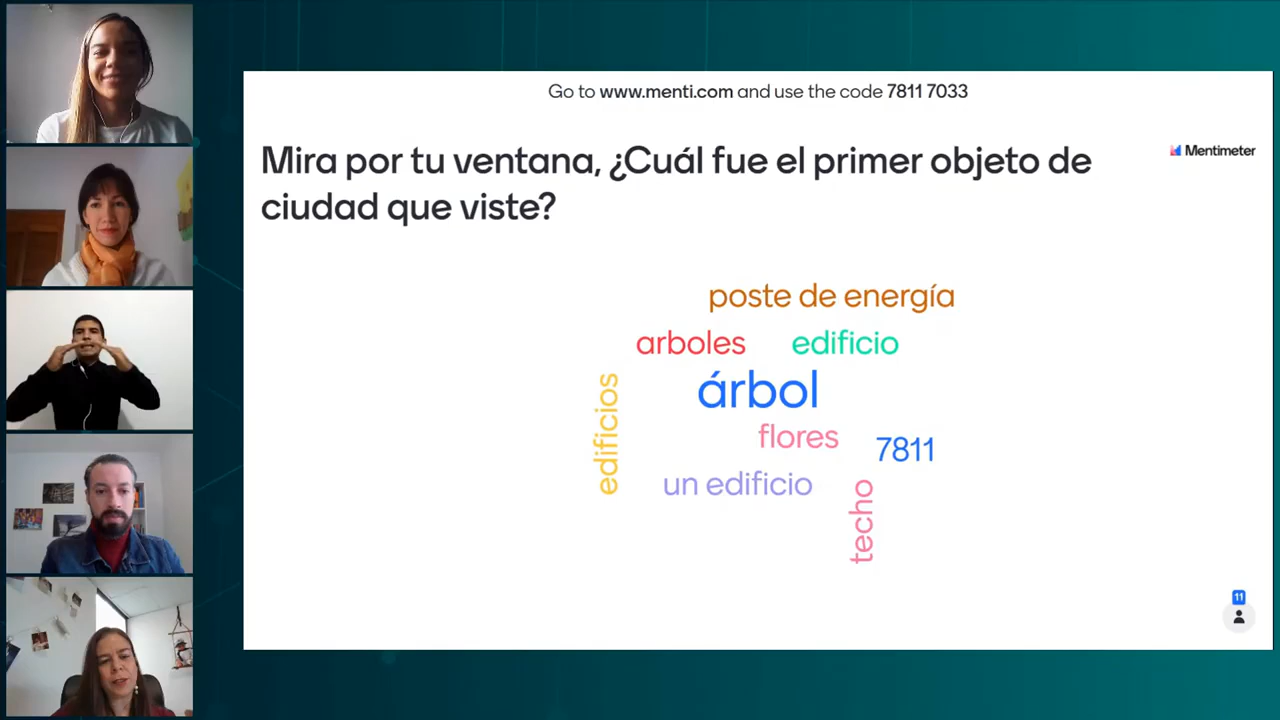 Go to www.menti.com and use the code 7811 7033
Mira por tu ventana, ¿Cuál fue el primer objeto de
ciudad que viste?
Mentimeter
poste de energía
arboles
edificio
edificios
árbol
flores
7811
un edificio
techo
11